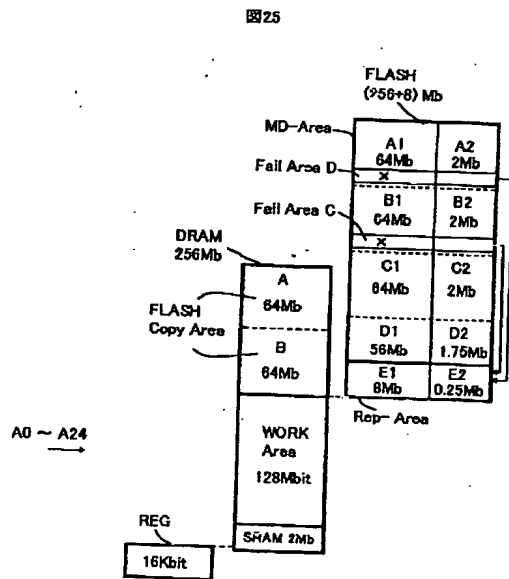 図25
FLASH
(256+8) Mb
MD-Area
A1
64Mb
A2
2Mb
Fail Area D
×
B1
64Mb
B2
2Mb
Fail Area C
×
DRAM
256Mb
C1
64Mb
C2
2Mb
A
64Mb
FLASH
Copy Area
D1
56Mb
D2
1.75Mb
B
64Mb
E1
8Mb
E2
0.25Mb
Rep-Area
A0 ~ A24
WORK
Area
128Mbit
REG
SRAM 2Mb
16Kbit